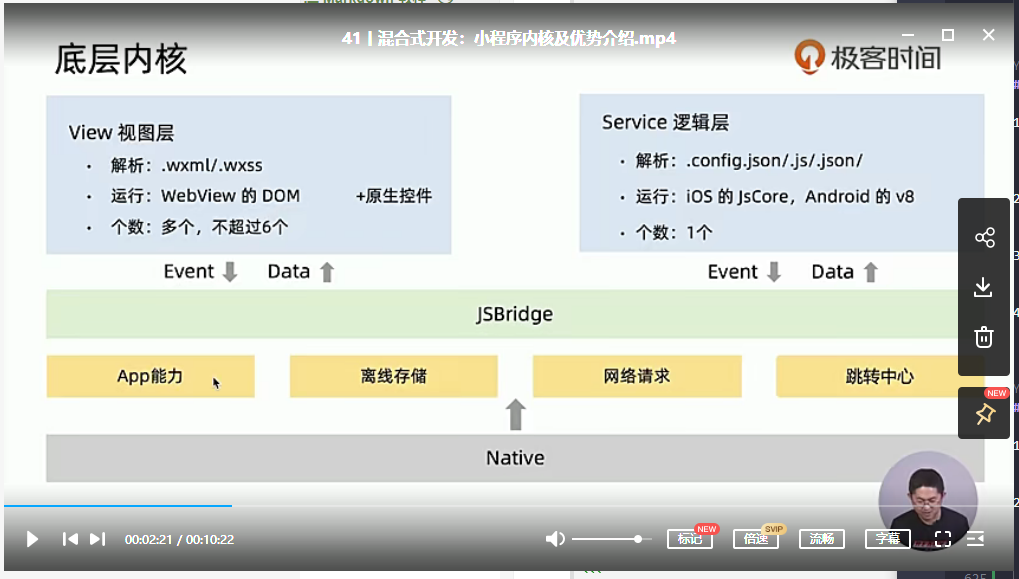 41 | 混合式开发：小程序内核及优势介绍.mp4
底层内核
极客时间
View 视图层
· 解析：.wxml/.wxss
· 运行：WebView 的 DOM +原生控件
· 个数：多个，不超过6个
Service 逻辑层
· 解析：.config.json/.js/.json/
· 运行：iOS 的 JsCore，Android 的 v8
· 个数：1个
Event Data
Event Data
JSBridge
App能力
离线存储
网络请求
跳转中心
NEW
Native
00:02:21 / 00:10:22
标记
NEW
倍速
SVIP
流畅
字幕
625